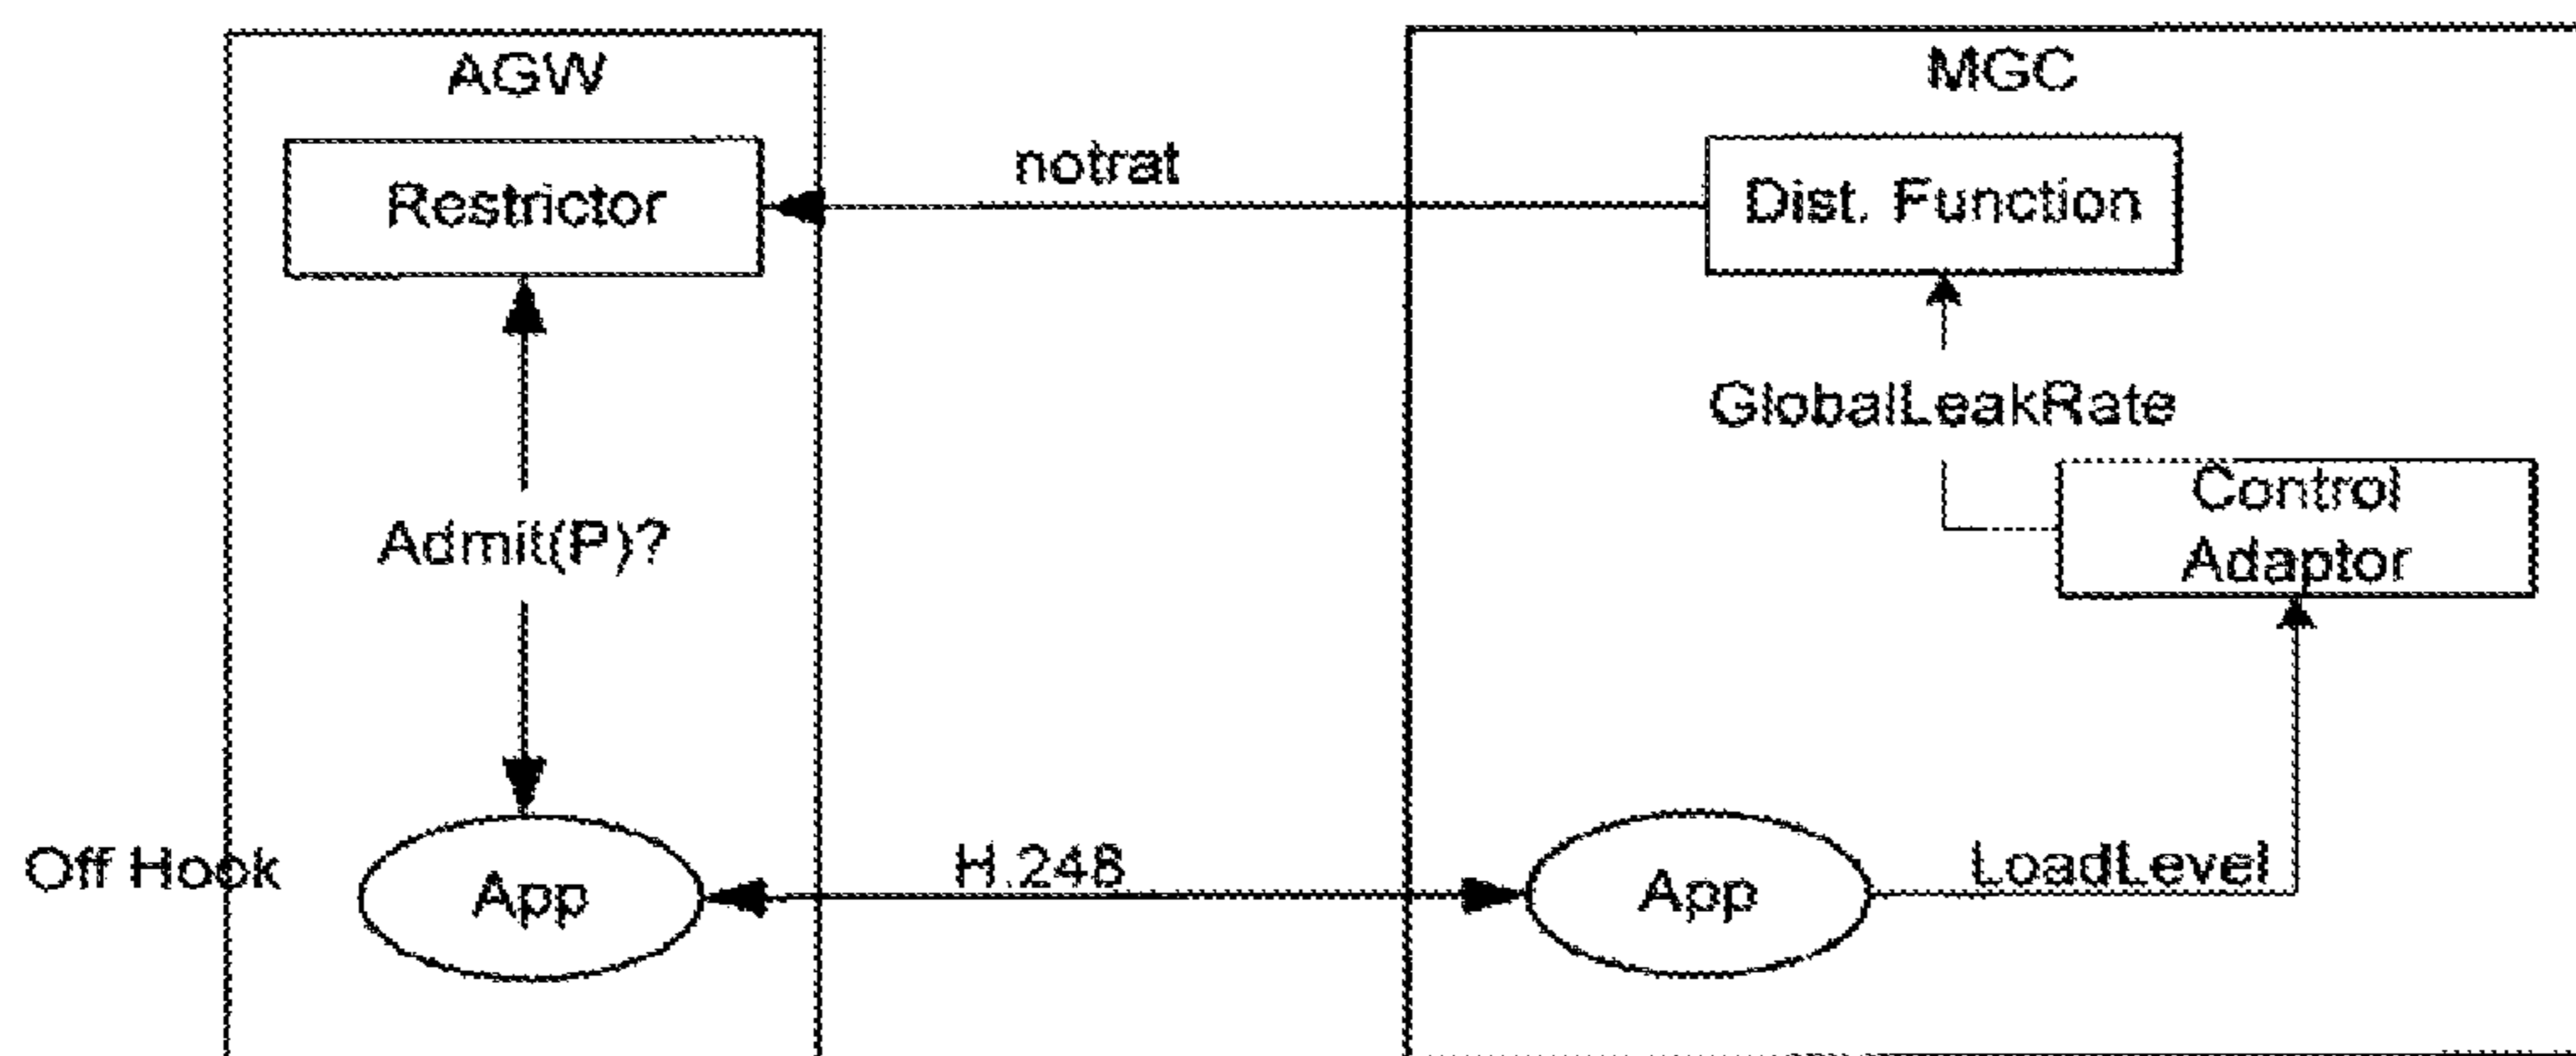 AGW
MGC
Restrictor
notrat
Dist. Function
GlobalLeakRate
Control
Adaptor
Admit(P)?
Off Hook
App
H.248
App
LoadLevel